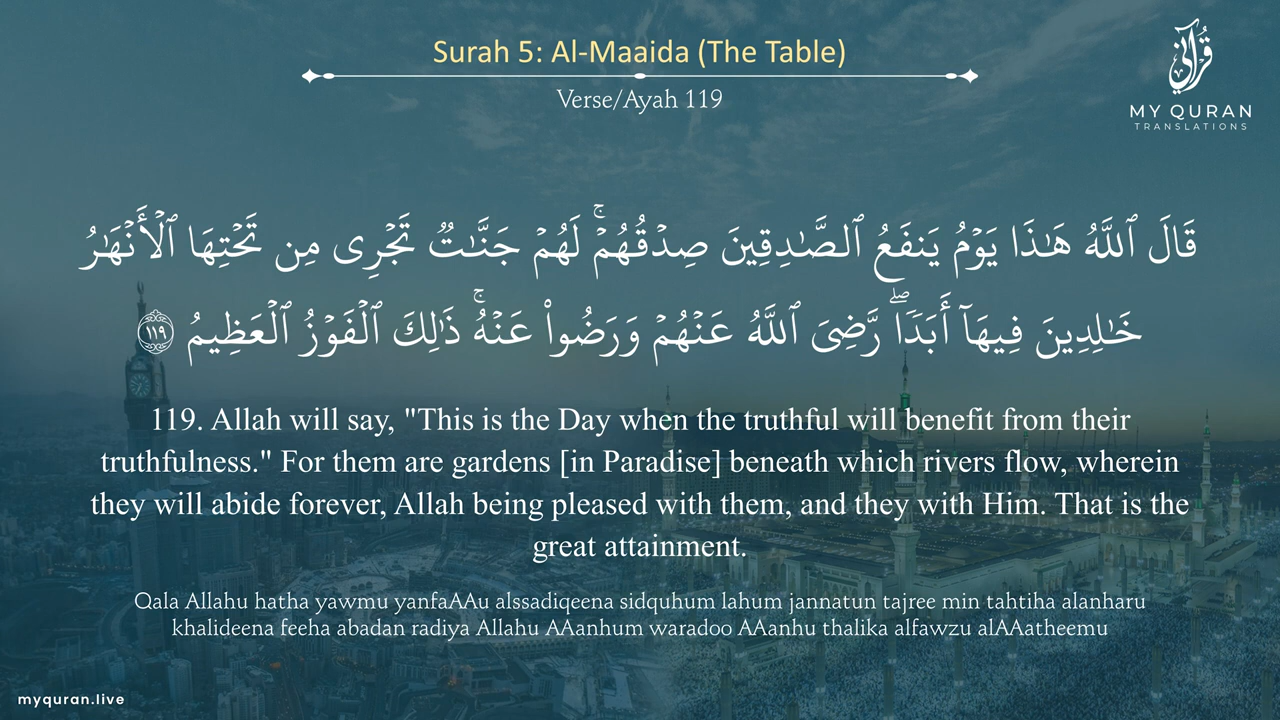 Surah 5: Al-Maaida (The Table)
Verse/Ayah 119
قرآني
MY QURAN
TRANSLATIONS
قَالَ ٱللَّهُ هَـٰذَا يَوْمُ يَنفَعُ ٱلصَّـٰدِقِينَ صِدْقُهُمْ ۚ لَهُمْ جَنَّـٰتٌ تَجْرِى مِن تَحْتِهَا ٱلْأَنْهَـٰرُ
خَـٰلِدِينَ فِيهَآ أَبَدًا ۖ رَّضِىَ ٱللَّهُ عَنْهُمْ وَرَضُوا۟ عَنْهُ ۚ ذَٰلِكَ ٱلْفَوْزُ ٱلْعَظِيمُ ١١٩
119. Allah will say, "This is the Day when the truthful will benefit from their
truthfulness." For them are gardens [in Paradise] beneath which rivers flow, wherein
they will abide forever, Allah being pleased with them, and they with Him. That is the
great attainment.
Qala Allahu hatha yawmu yanfaAAu alssadiqeena sidquhum lahum jannatun tajree min tahtiha alanharu
khalideena feeha abadan radiya Allahu AAanhum waradoo AAanhu thalika alfawzu alAAatheemu
myquran.live